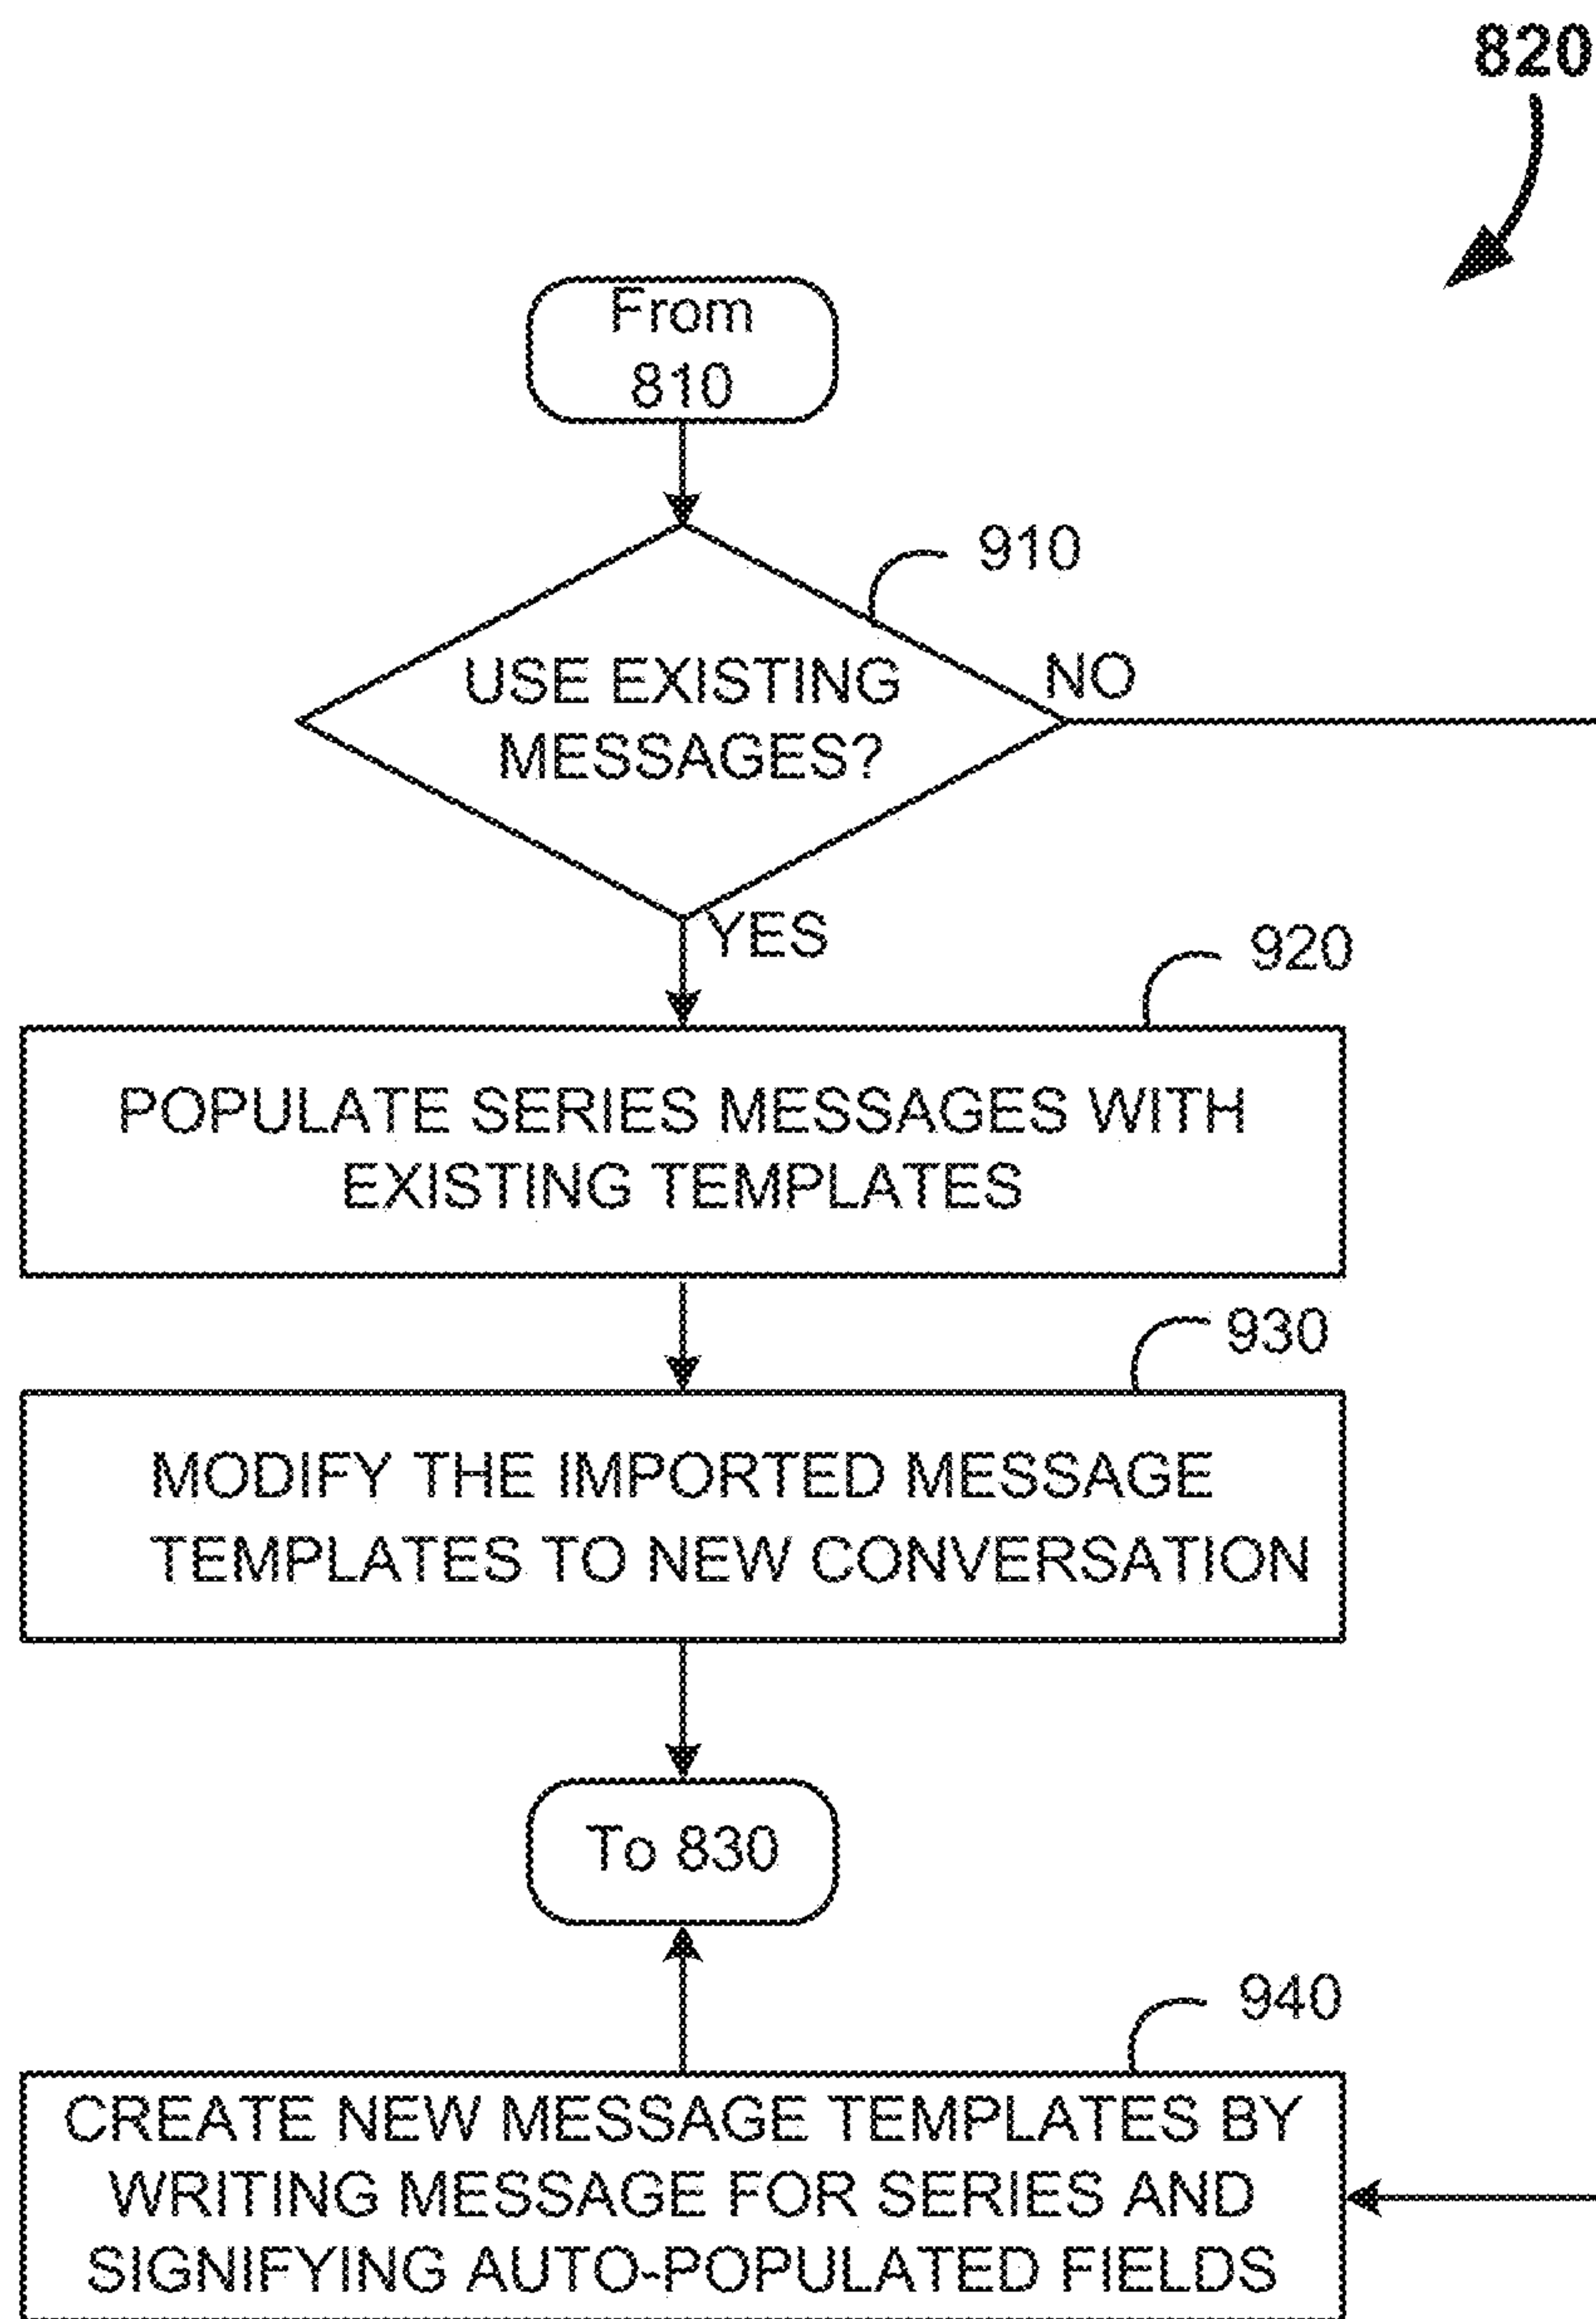 820
From
810
910
USE EXISTING
MESSAGES?
NO
YES
920
POPULATE SERIES MESSAGES WITH
EXISTING TEMPLATES
930
MODIFY THE IMPORTED MESSAGE
TEMPLATES TO NEW CONVERSATION
To 830
940
CREATE NEW MESSAGE TEMPLATES BY
WRITING MESSAGE FOR SERIES AND
SIGNIFYING AUTO-POPULATED FIELDS